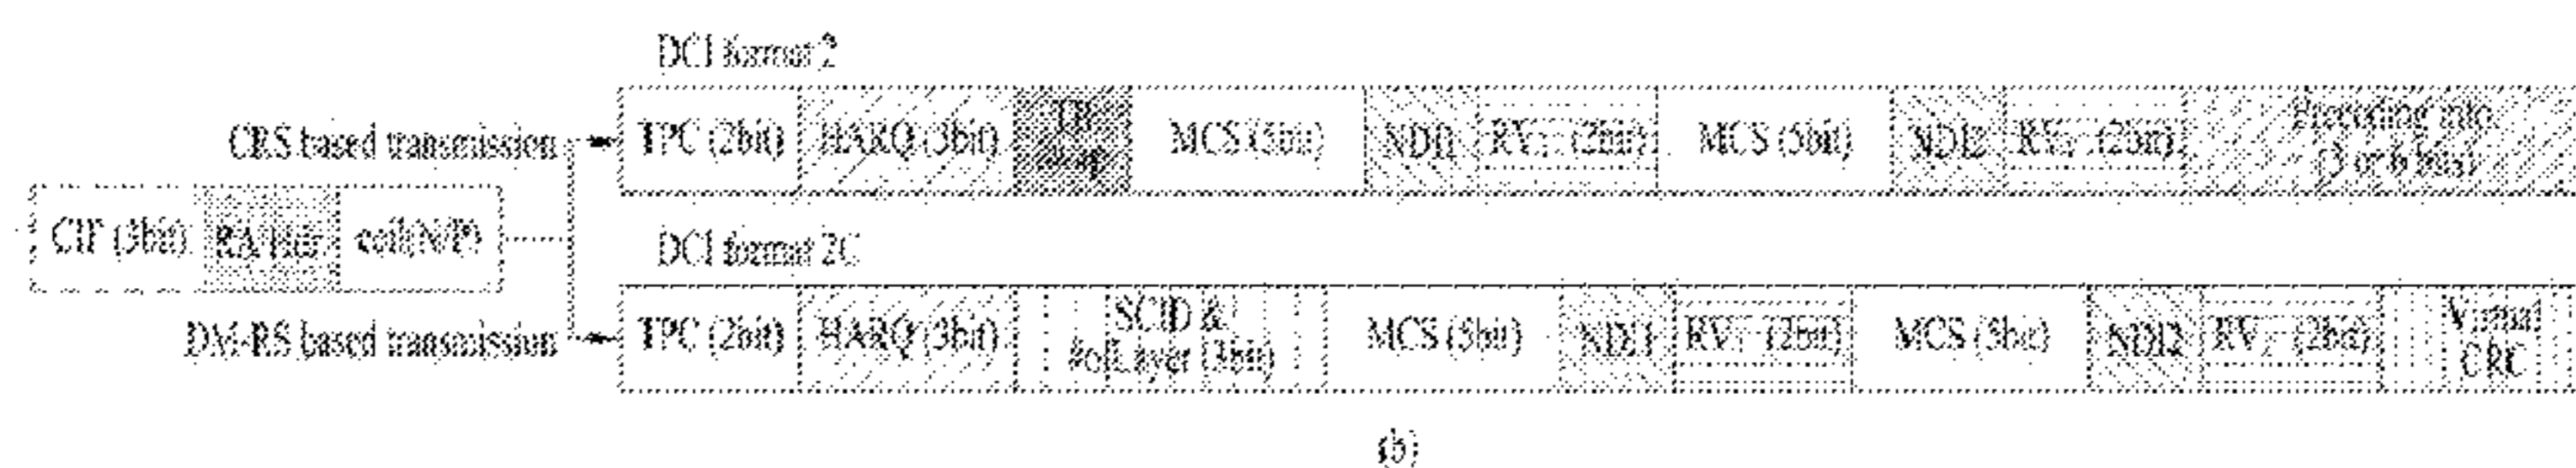 DCI format 2
CRS based transmission
TPC (2bit) HARQ (3bit) TB swap MCS (5bit) NDI1 RV1 (2bit) MCS (5bit) NDI2 RV2 (2bit) Precoding info (3 or 6 bits)
CIF (3bit) RA Hdr cell(N/P)
DCI format 2C
DM-RS based transmission
TPC (2bit) HARQ (3bit) SCID & #of Layer (3bit) MCS (5bit) NDI1 RV1 (2bit) MCS (5bit) NDI2 RV2 (2bit) Virtual CRC
(b)